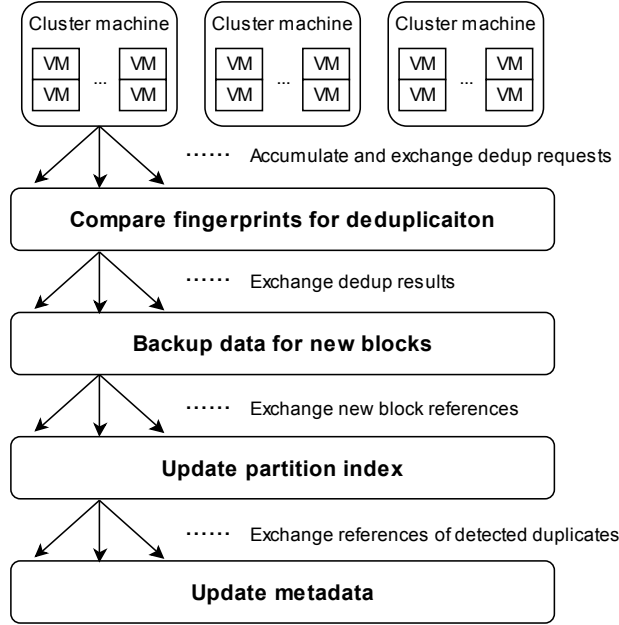 Cluster machine Cluster machine Cluster machine
VM ... VM VM ... VM VM ... VM
VM VM VM VM VM VM
...... Accumulate and exchange dedup requests
Compare fingerprints for deduplicaiton
...... Exchange dedup results
Backup data for new blocks
...... Exchange new block references
Update partition index
...... Exchange references of detected duplicates
Update metadata